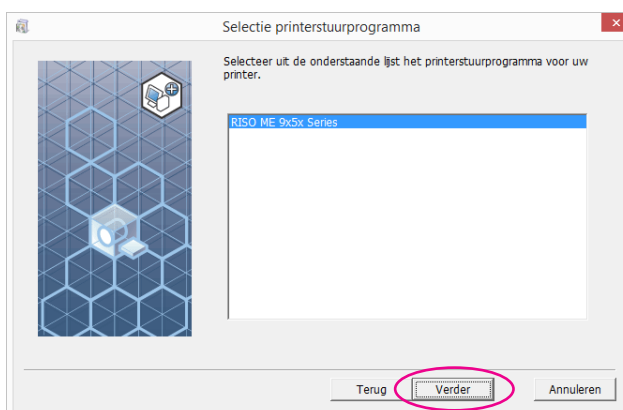 Selectie printerstuurprogramma
Selecteer uit de onderstaande lijst het printerstuurprogramma voor uw
printer.
RISO ME 9x5x Series
Terug
Verder
Annuleren